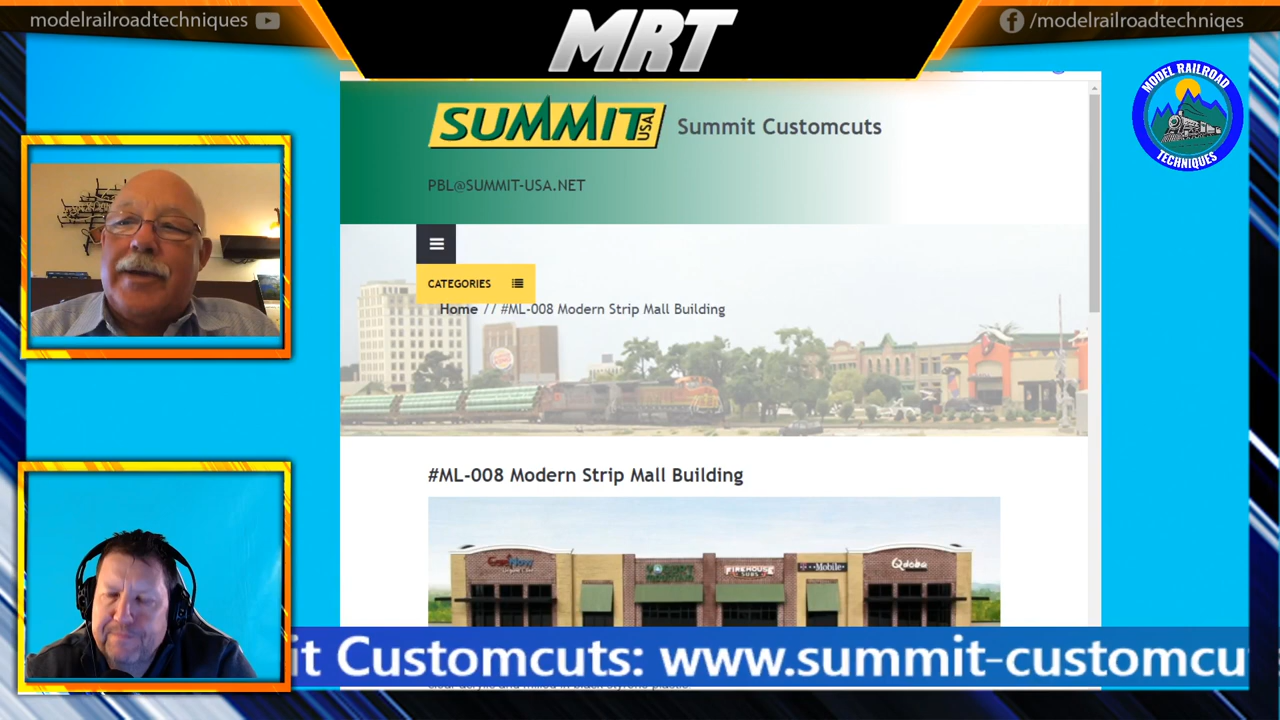 modelrailroadtechniques
MRT
/modelrailroadtechniqes
MODEL RAILROAD
TECHNIQUES
SUMMIT USA
Summit Customcuts
PBL@SUMMIT-USA.NET
CATEGORIES
Home // #ML-008 Modern Strip Mall Building
#ML-008 Modern Strip Mall Building
FIREHOUSE
SUBS
Mobile
Qdoba
it Customcuts: www.summit-customcu